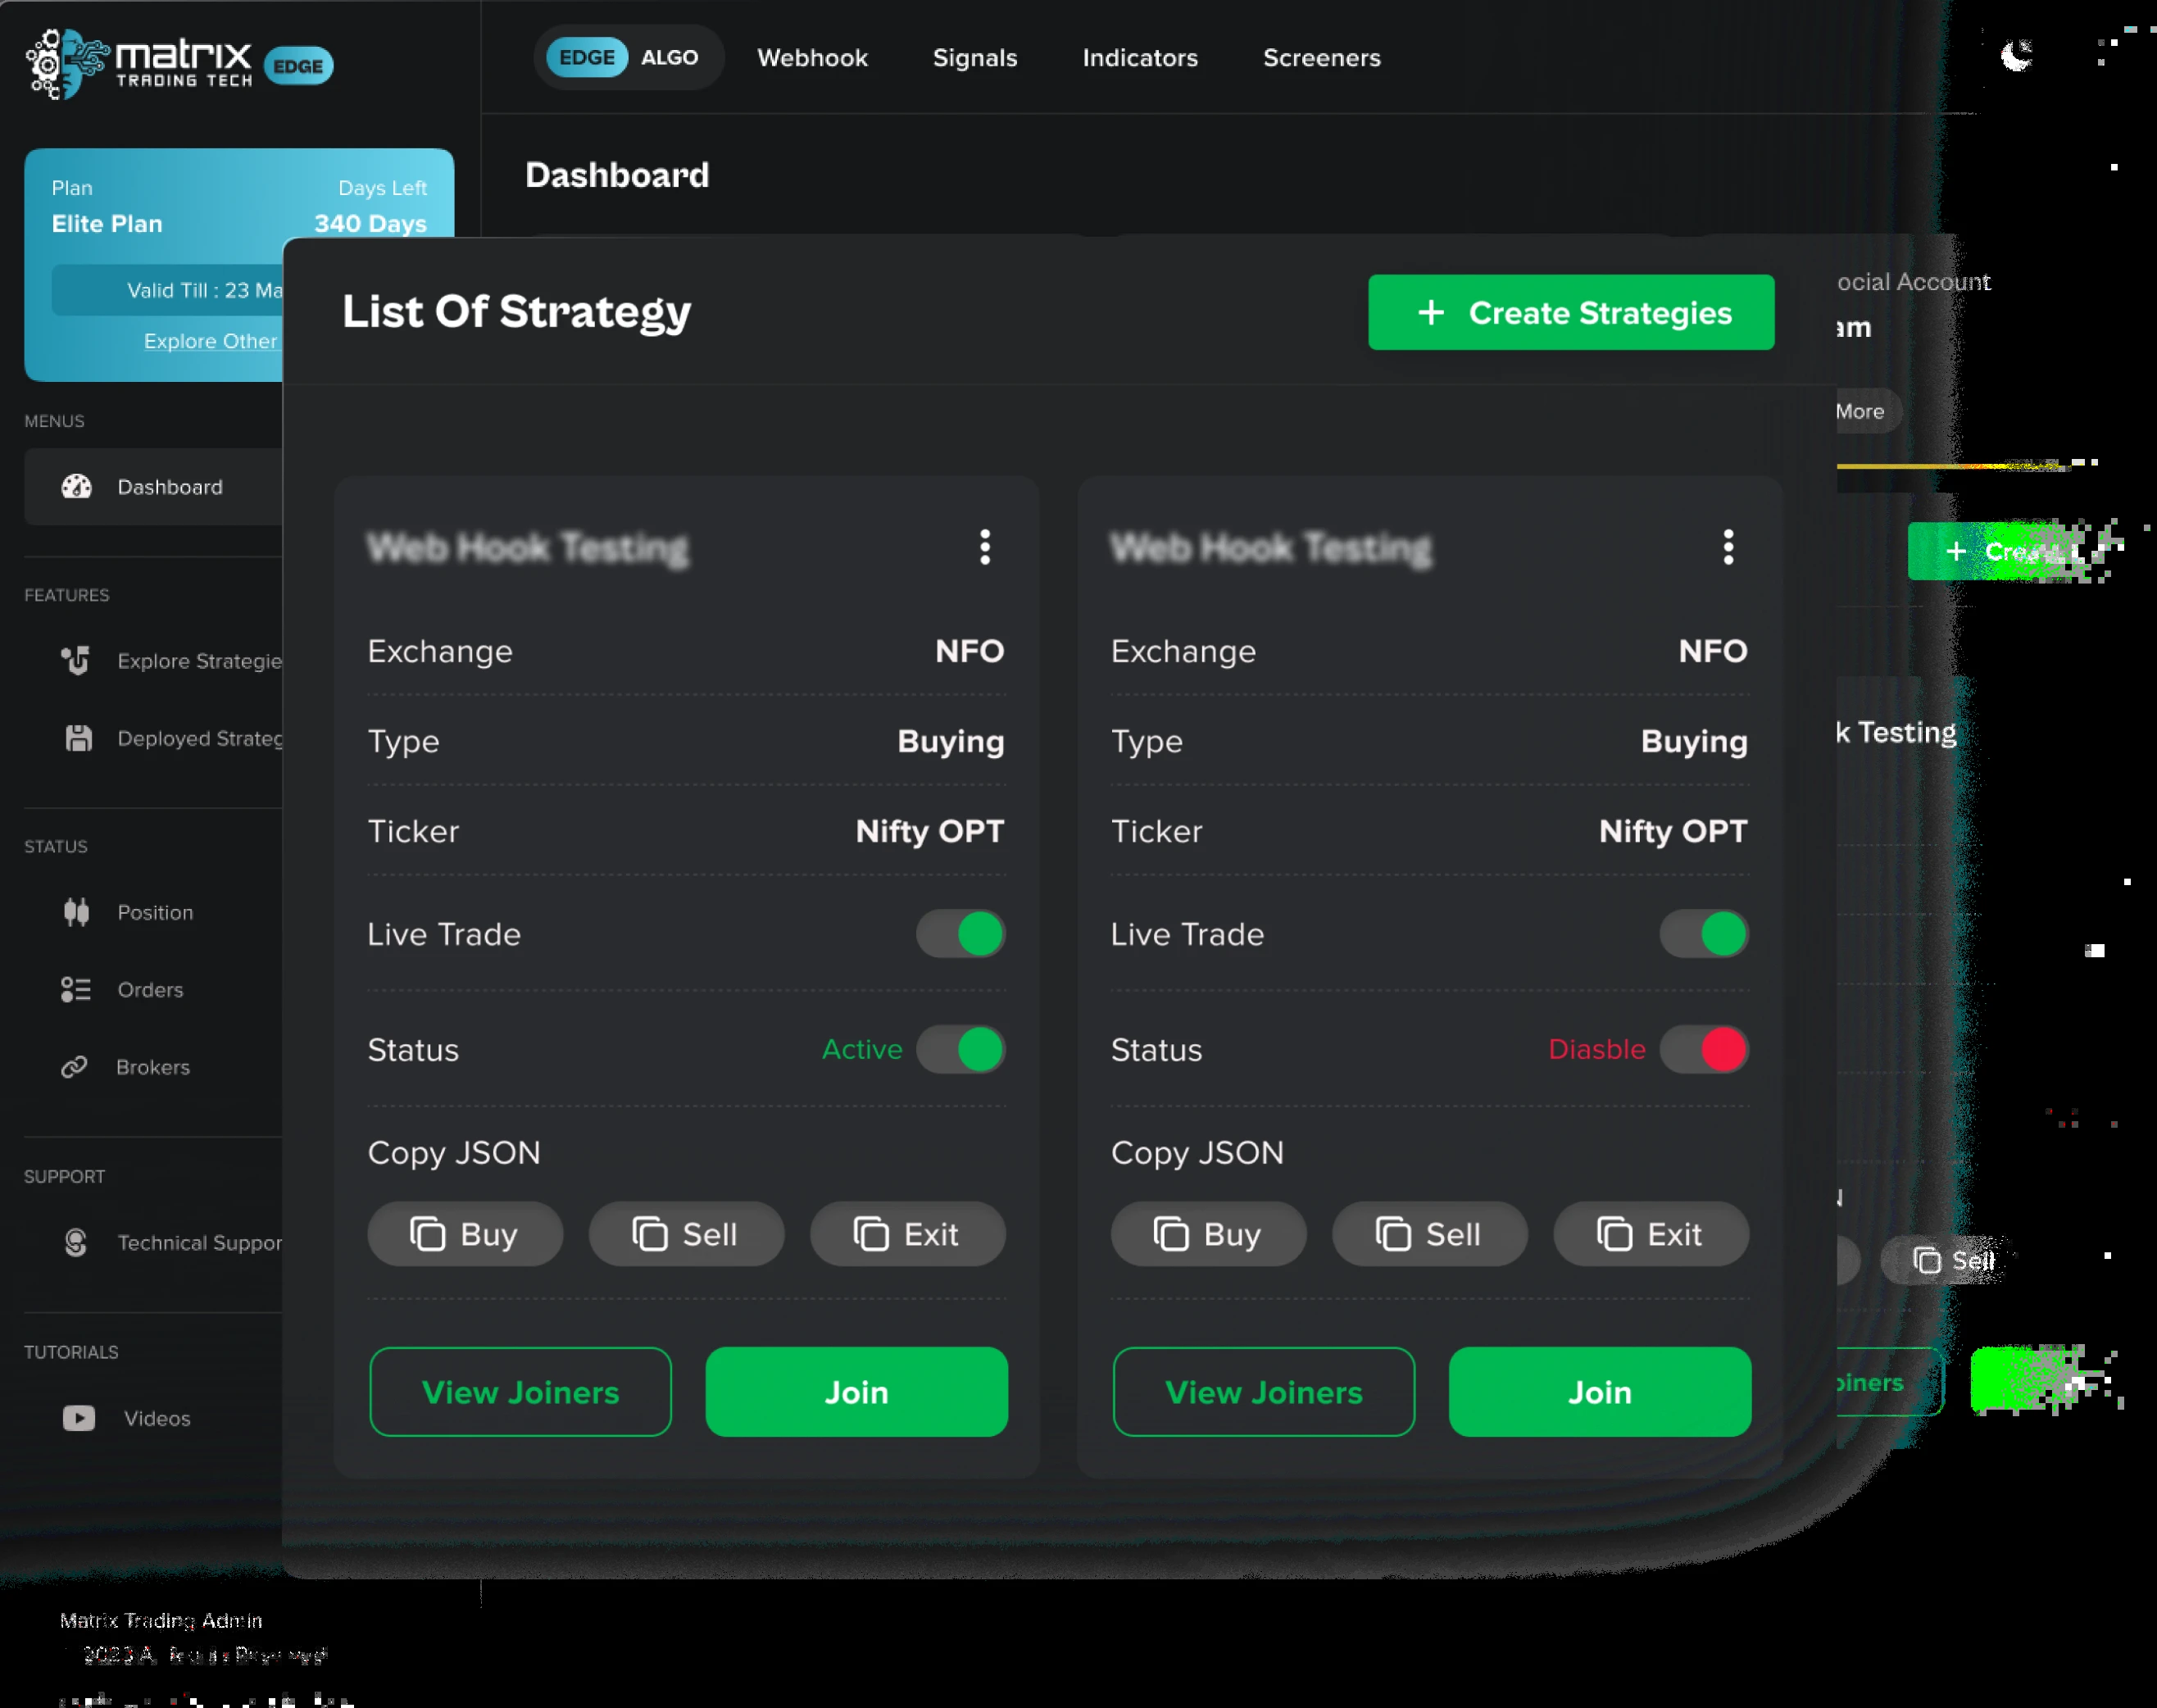 matrix
TRADING TECH
EDGE
EDGE ALGO Webhook Signals Indicators Screeners
Plan Days Left
Elite Plan 340 Days
Valid Till : 23 Ma
Explore Other
MENUS
Dashboard
FEATURES
Explore Strategie
Deployed Strateg
STATUS
Position
Orders
Brokers
SUPPORT
Technical Suppor
TUTORIALS
Videos
Matrix Trading Admin
Dashboard
List Of Strategy
+ Create Strategies
Web Hook Testing
Exchange NFO
Type Buying
Ticker Nifty OPT
Live Trade
Status Active
Copy JSON
Buy Sell Exit
View Joiners Join
Web Hook Testing
Exchange NFO
Type Buying
Ticker Nifty OPT
Live Trade
Status Diasble
Copy JSON
Buy Sell Exit
View Joiners Join
ocial Account
am
More
k Testing
Sell
oiners